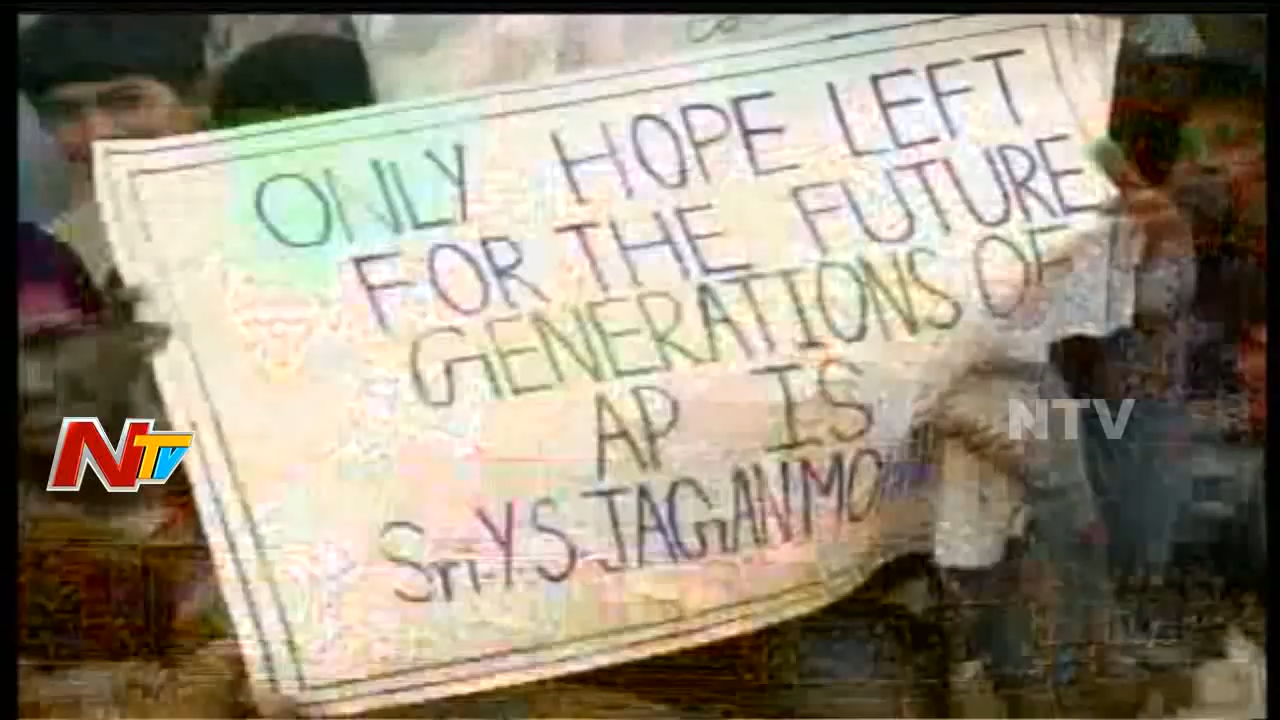 ONLY HOPE LEFT
FOR THE FUTURE
GENERATIONS OF
AP IS
Sri.Y.S.JAGANMO
NTV
NTV